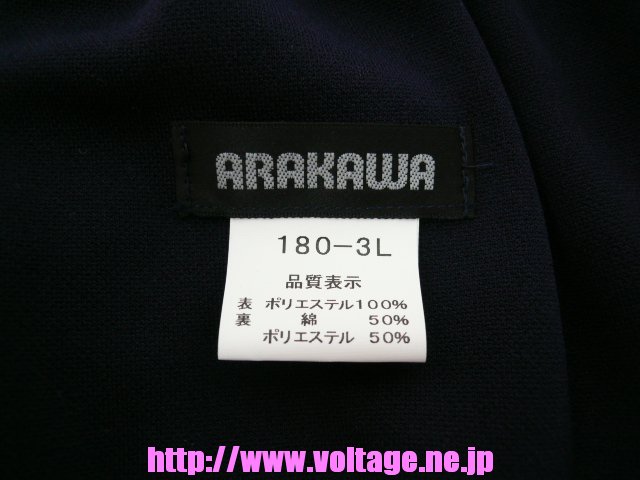 ARAKAWA
180-3L
品質表示
表 ポリエステル100%
裏 綿 50%
ポリエステル 50%
http://www.voltage.ne.jp